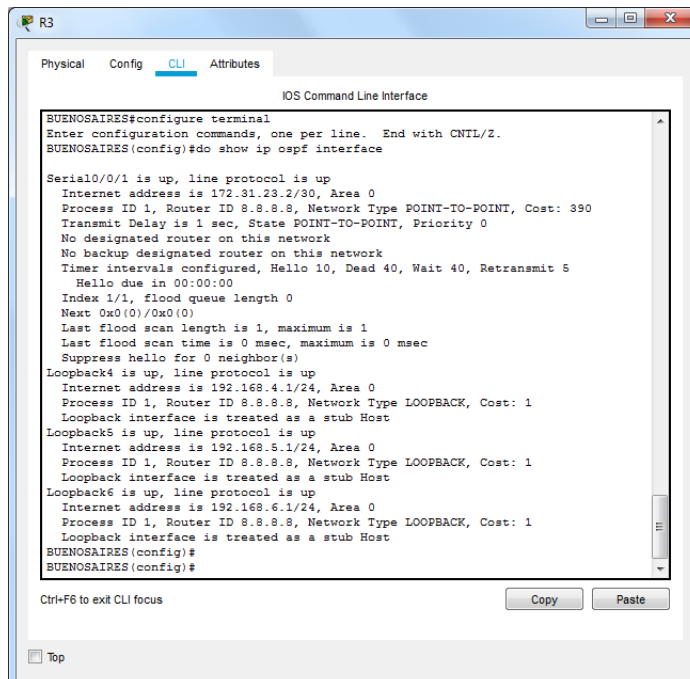 R3
Physical Config CLI Attributes
IOS Command Line Interface
BUENOSAIRES#configure terminal
Enter configuration commands, one per line.  End with CNTL/Z.
BUENOSAIRES(config)#do show ip ospf interface

Serial0/0/1 is up, line protocol is up
  Internet address is 172.31.23.2/30, Area 0
  Process ID 1, Router ID 8.8.8.8, Network Type POINT-TO-POINT, Cost: 390
  Transmit Delay is 1 sec, State POINT-TO-POINT, Priority 0
  No designated router on this network
  No backup designated router on this network
  Timer intervals configured, Hello 10, Dead 40, Wait 40, Retransmit 5
    Hello due in 00:00:00
  Index 1/1, flood queue length 0
  Next 0x0(0)/0x0(0)
  Last flood scan length is 1, maximum is 1
  Last flood scan time is 0 msec, maximum is 0 msec
  Suppress hello for 0 neighbor(s)
Loopback4 is up, line protocol is up
  Internet address is 192.168.4.1/24, Area 0
  Process ID 1, Router ID 8.8.8.8, Network Type LOOPBACK, Cost: 1
  Loopback interface is treated as a stub Host
Loopback5 is up, line protocol is up
  Internet address is 192.168.5.1/24, Area 0
  Process ID 1, Router ID 8.8.8.8, Network Type LOOPBACK, Cost: 1
  Loopback interface is treated as a stub Host
Loopback6 is up, line protocol is up
  Internet address is 192.168.6.1/24, Area 0
  Process ID 1, Router ID 8.8.8.8, Network Type LOOPBACK, Cost: 1
  Loopback interface is treated as a stub Host
BUENOSAIRES(config)#
BUENOSAIRES(config)#
Ctrl+F6 to exit CLI focus Copy Paste
Top